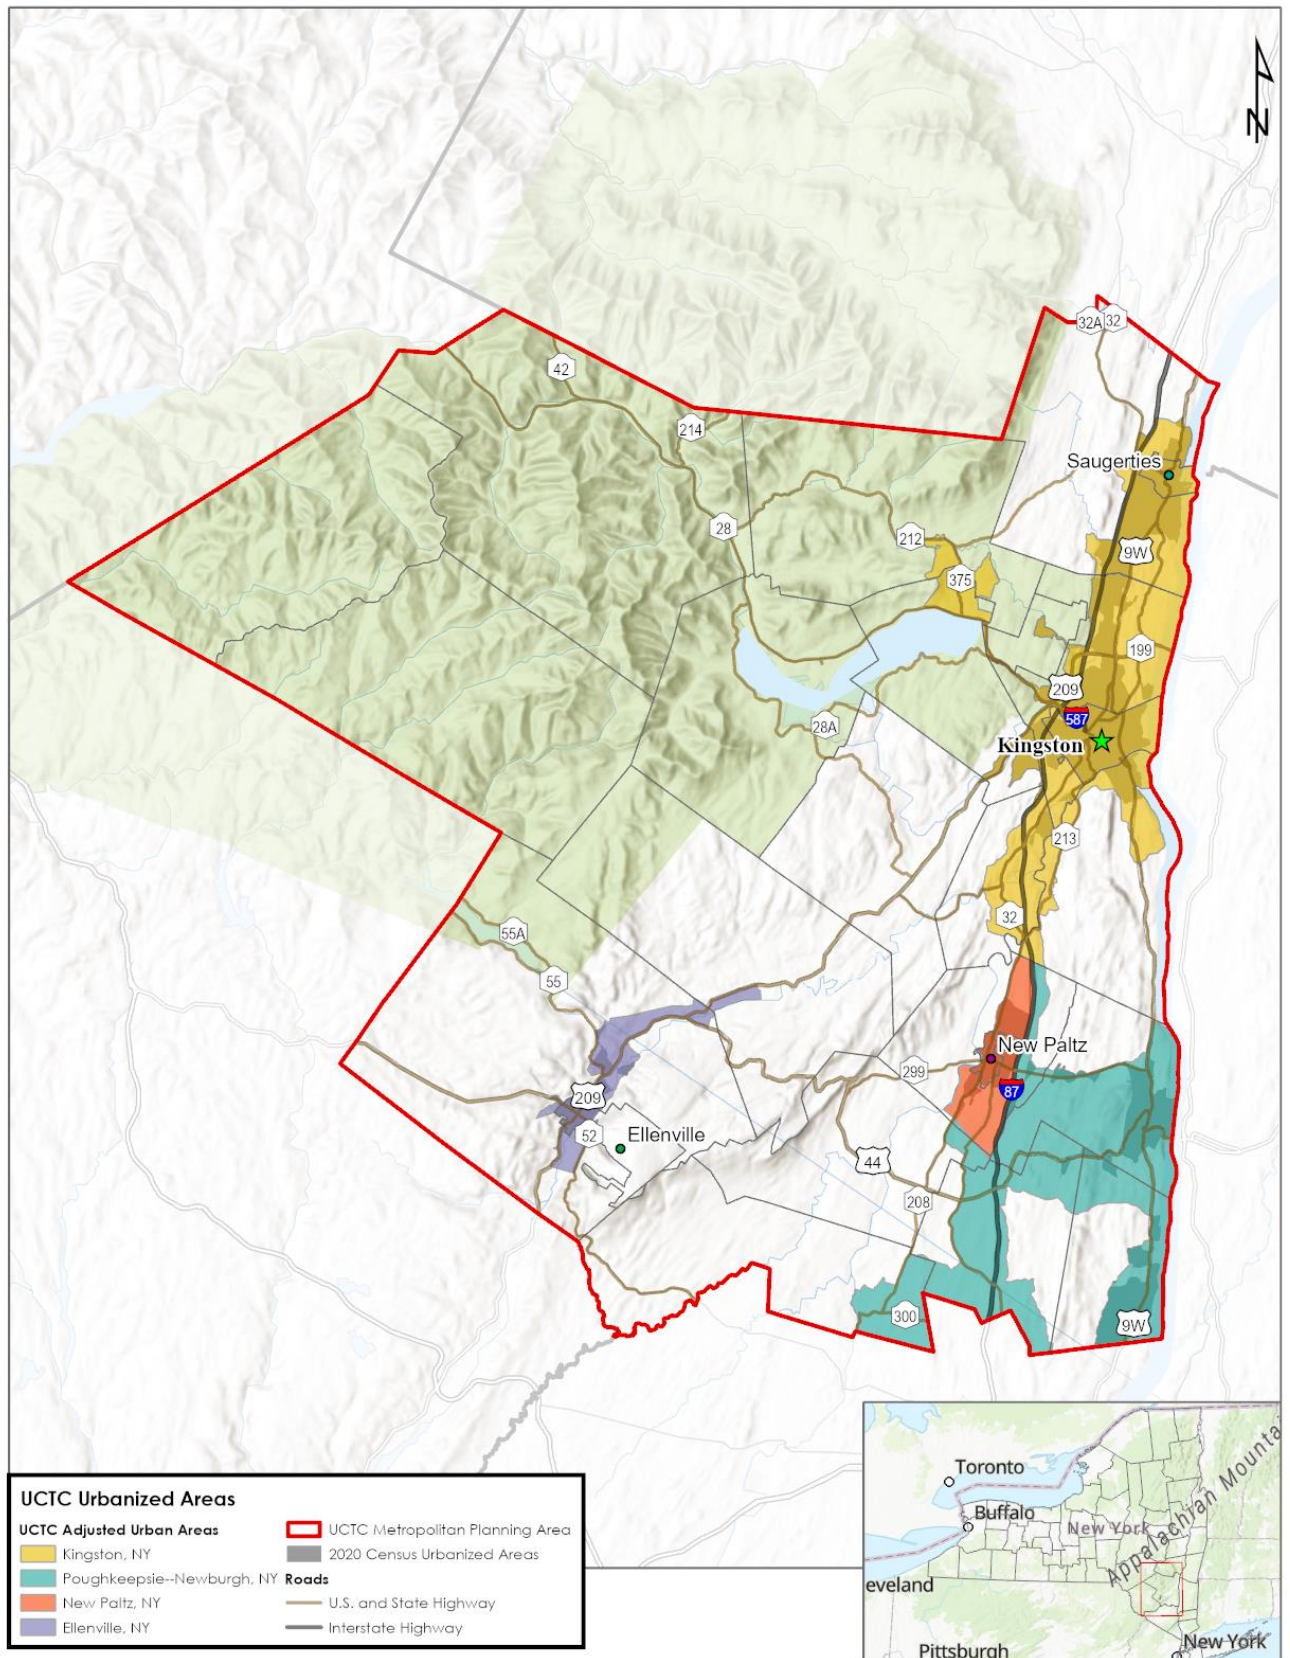 N
32A
32
42
214
Saugerties
28
212
9W
375
199
209
587
Kingston
28A
213
32
55A
55
New Paltz
299
87
209
52
Ellenville
44
208
300
9W
UCTC Urbanized Areas
UCTC Adjusted Urban Areas
Kingston, NY
Poughkeepsie--Newburgh, NY
New Paltz, NY
Ellenville, NY
UCTC Metropolitan Planning Area
2020 Census Urbanized Areas
Roads
U.S. and State Highway
Interstate Highway
Toronto
Buffalo
New York
Appalachian Mounta
eveland
Pittsburgh
New York